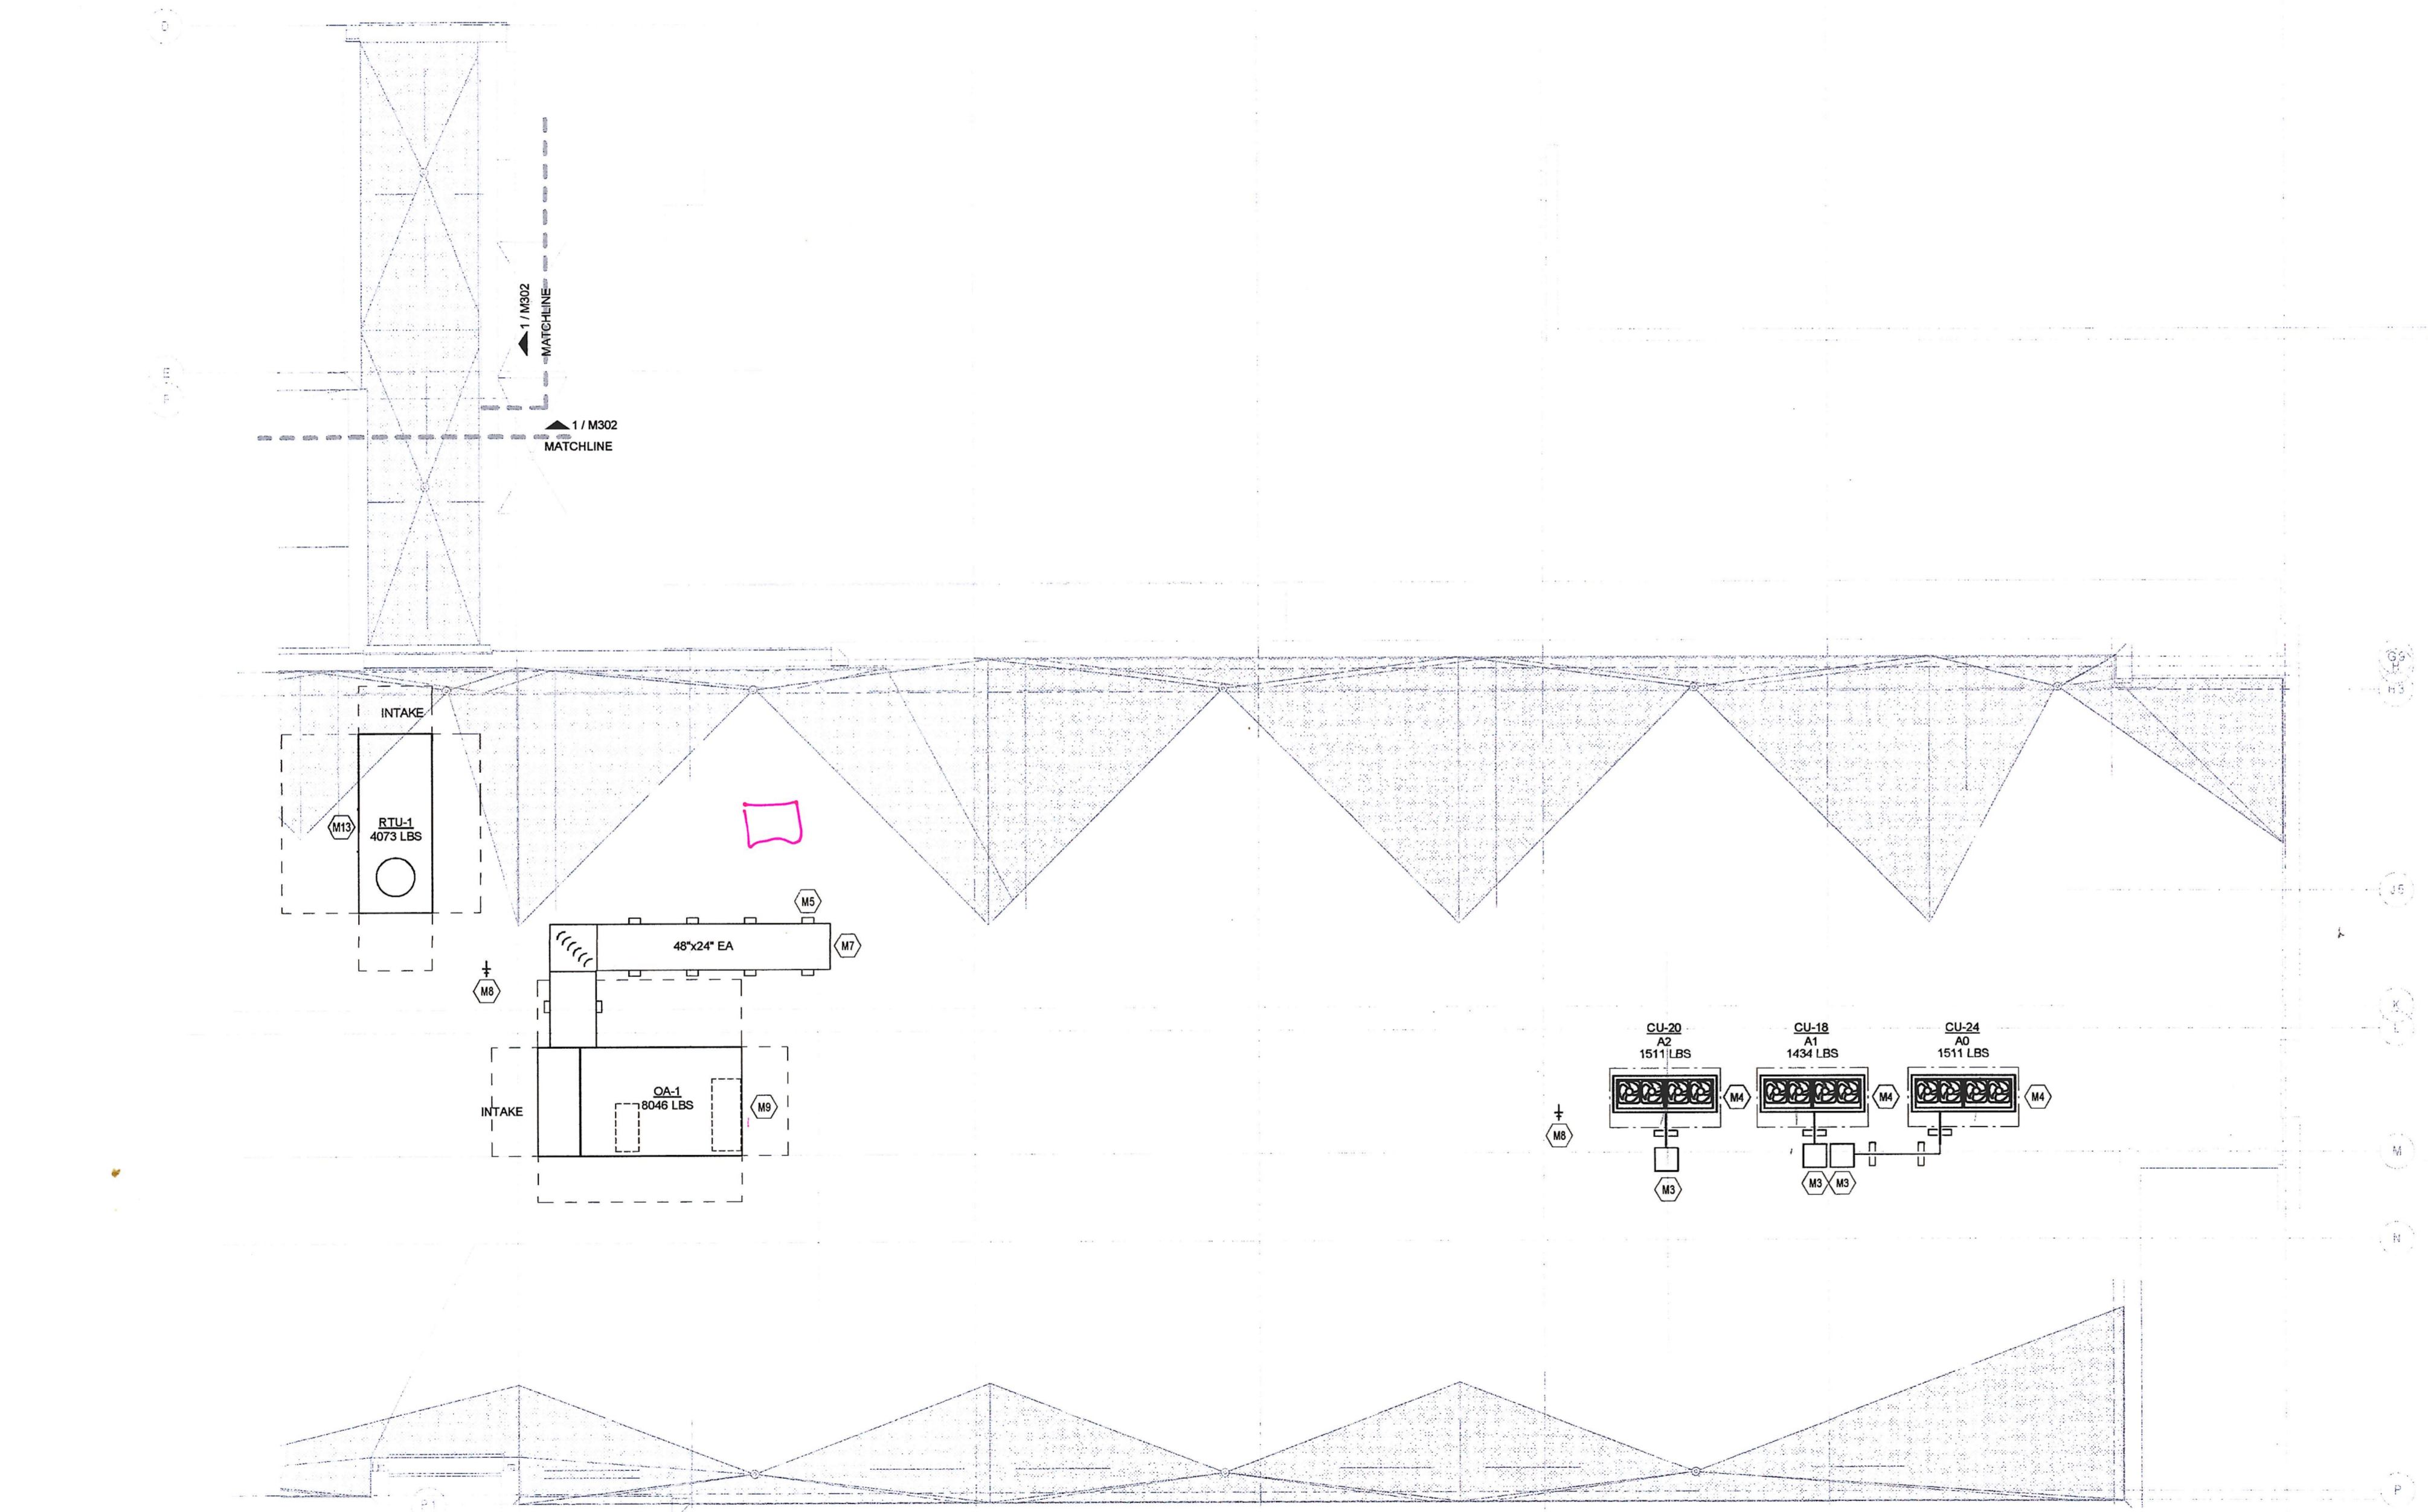 D
1 / M302
MATCHLINE
E
F
1 / M302
MATCHLINE
INTAKE
M13
RTU-1
4073 LBS
M5
48"x24" EA
M7
M8
INTAKE
OA-1
8046 LBS
M9
J5
K
L
CU-20
A2
1511 LBS
M4
CU-18
A1
1434 LBS
M4
CU-24
A0
1511 LBS
M4
M8
M3
M3
M3
M
N
P